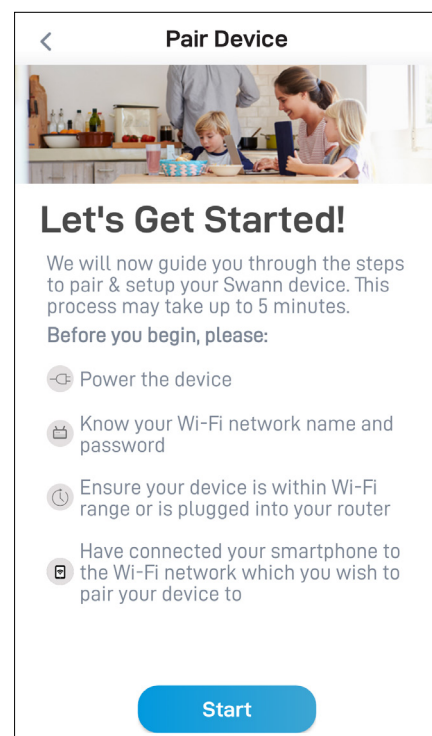 Pair Device
Let's Get Started!
We will now guide you through the steps
to pair & setup your Swann device. This
process may take up to 5 minutes.
Before you begin, please:
Power the device
Know your Wi-Fi network name and
password
Ensure your device is within Wi-Fi
range or is plugged into your router
Have connected your smartphone to
the Wi-Fi network which you wish to
pair your device to
Start